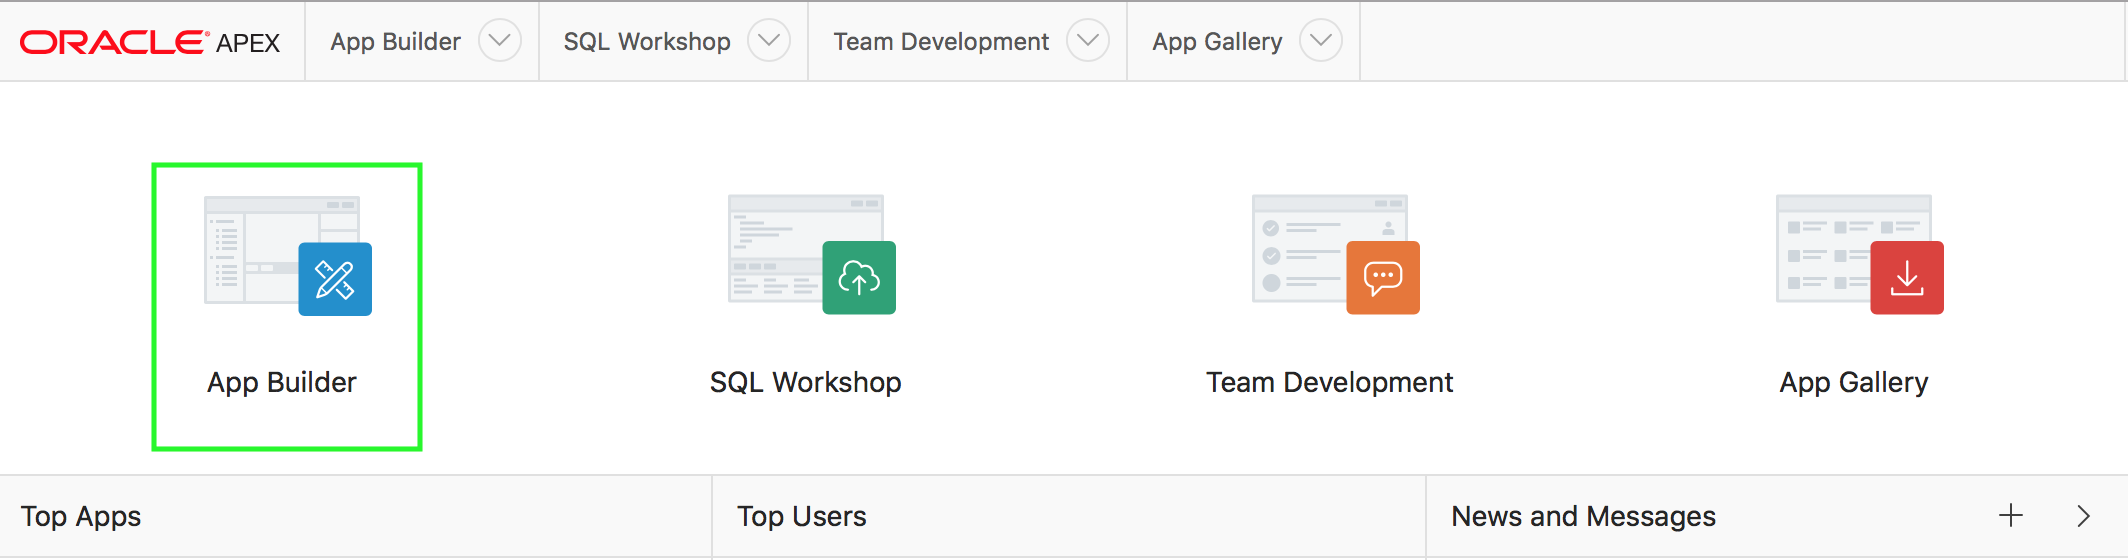 ORACLE® APEX App Builder SQL Workshop Team Development App Gallery
App Builder SQL Workshop Team Development App Gallery
Top Apps Top Users News and Messages